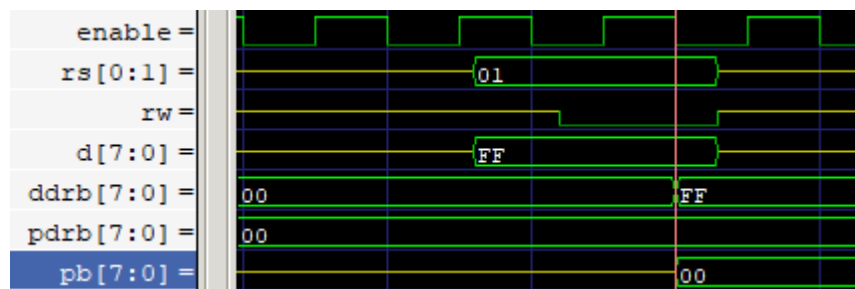 enable=
rs[0:1]= 01
rw=
d[7:0]= FF
ddrb[7:0]= 00 FF
pdrb[7:0]= 00
pb[7:0]= 00